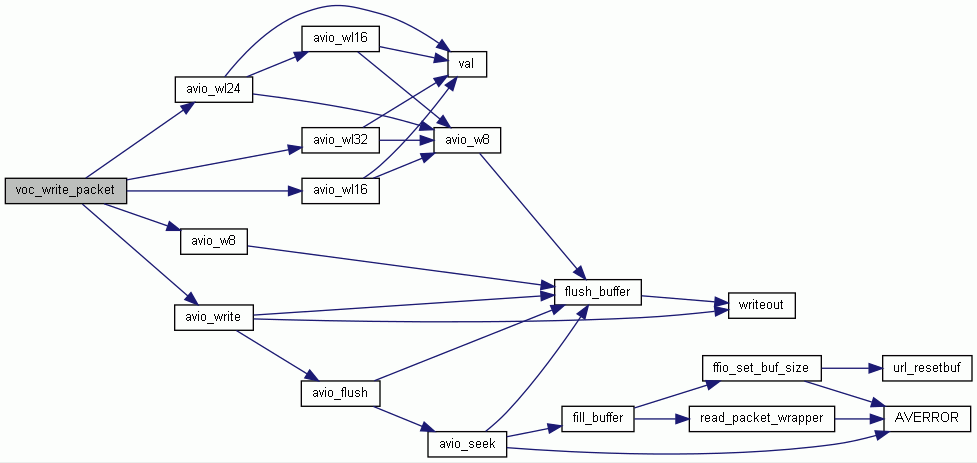 avio_wl16
val
avio_wl24
avio_wl32
avio_w8
voc_write_packet
avio_wl16
avio_w8
flush_buffer
writeout
avio_write
ffio_set_buf_size
url_resetbuf
avio_flush
fill_buffer
read_packet_wrapper
AVERROR
avio_seek